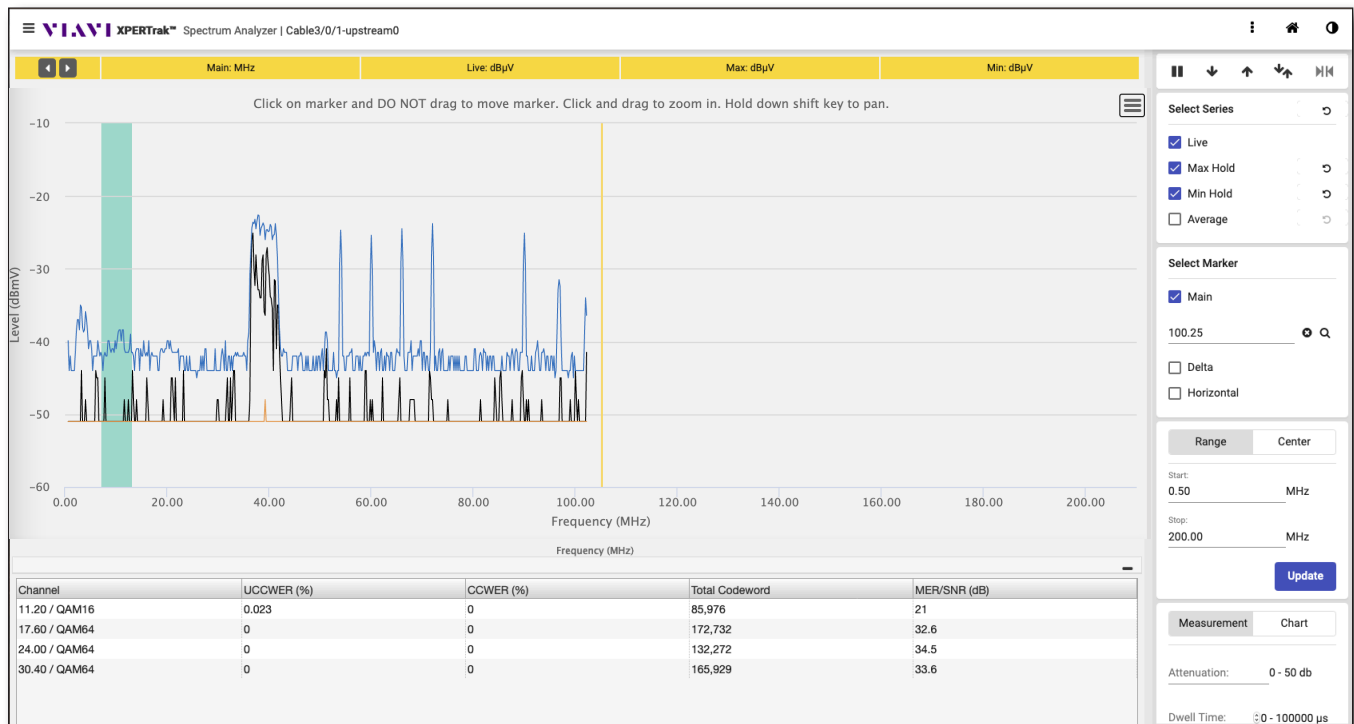 VIAVI XPERTrak™ Spectrum Analyzer | Cable3/0/1-upstream0
Main: MHz Live: dBµV Max: dBµV Min: dBµV
Click on marker and DO NOT drag to move marker. Click and drag to zoom in. Hold down shift key to pan.
Level (dBmV)
−10
−20
−30
−40
−50
−60
0.00 20.00 40.00 60.00 80.00 100.00 120.00 140.00 160.00 180.00 200.00
Frequency (MHz)
Frequency (MHz)
Channel UCCWER (%) CCWER (%) Total Codeword MER/SNR (dB)
11.20 / QAM16 0.023 0 85,976 21
17.60 / QAM64 0 0 172,732 32.6
24.00 / QAM64 0 0 132,272 34.5
30.40 / QAM64 0 0 165,929 33.6
Select Series
Live
Max Hold
Min Hold
Average
Select Marker
Main
100.25
Delta
Horizontal
Range Center
Start:
0.50 MHz
Stop:
200.00 MHz
Update
Measurement Chart
Attenuation: 0 - 50 db
Dwell Time: 0 - 100000 µs